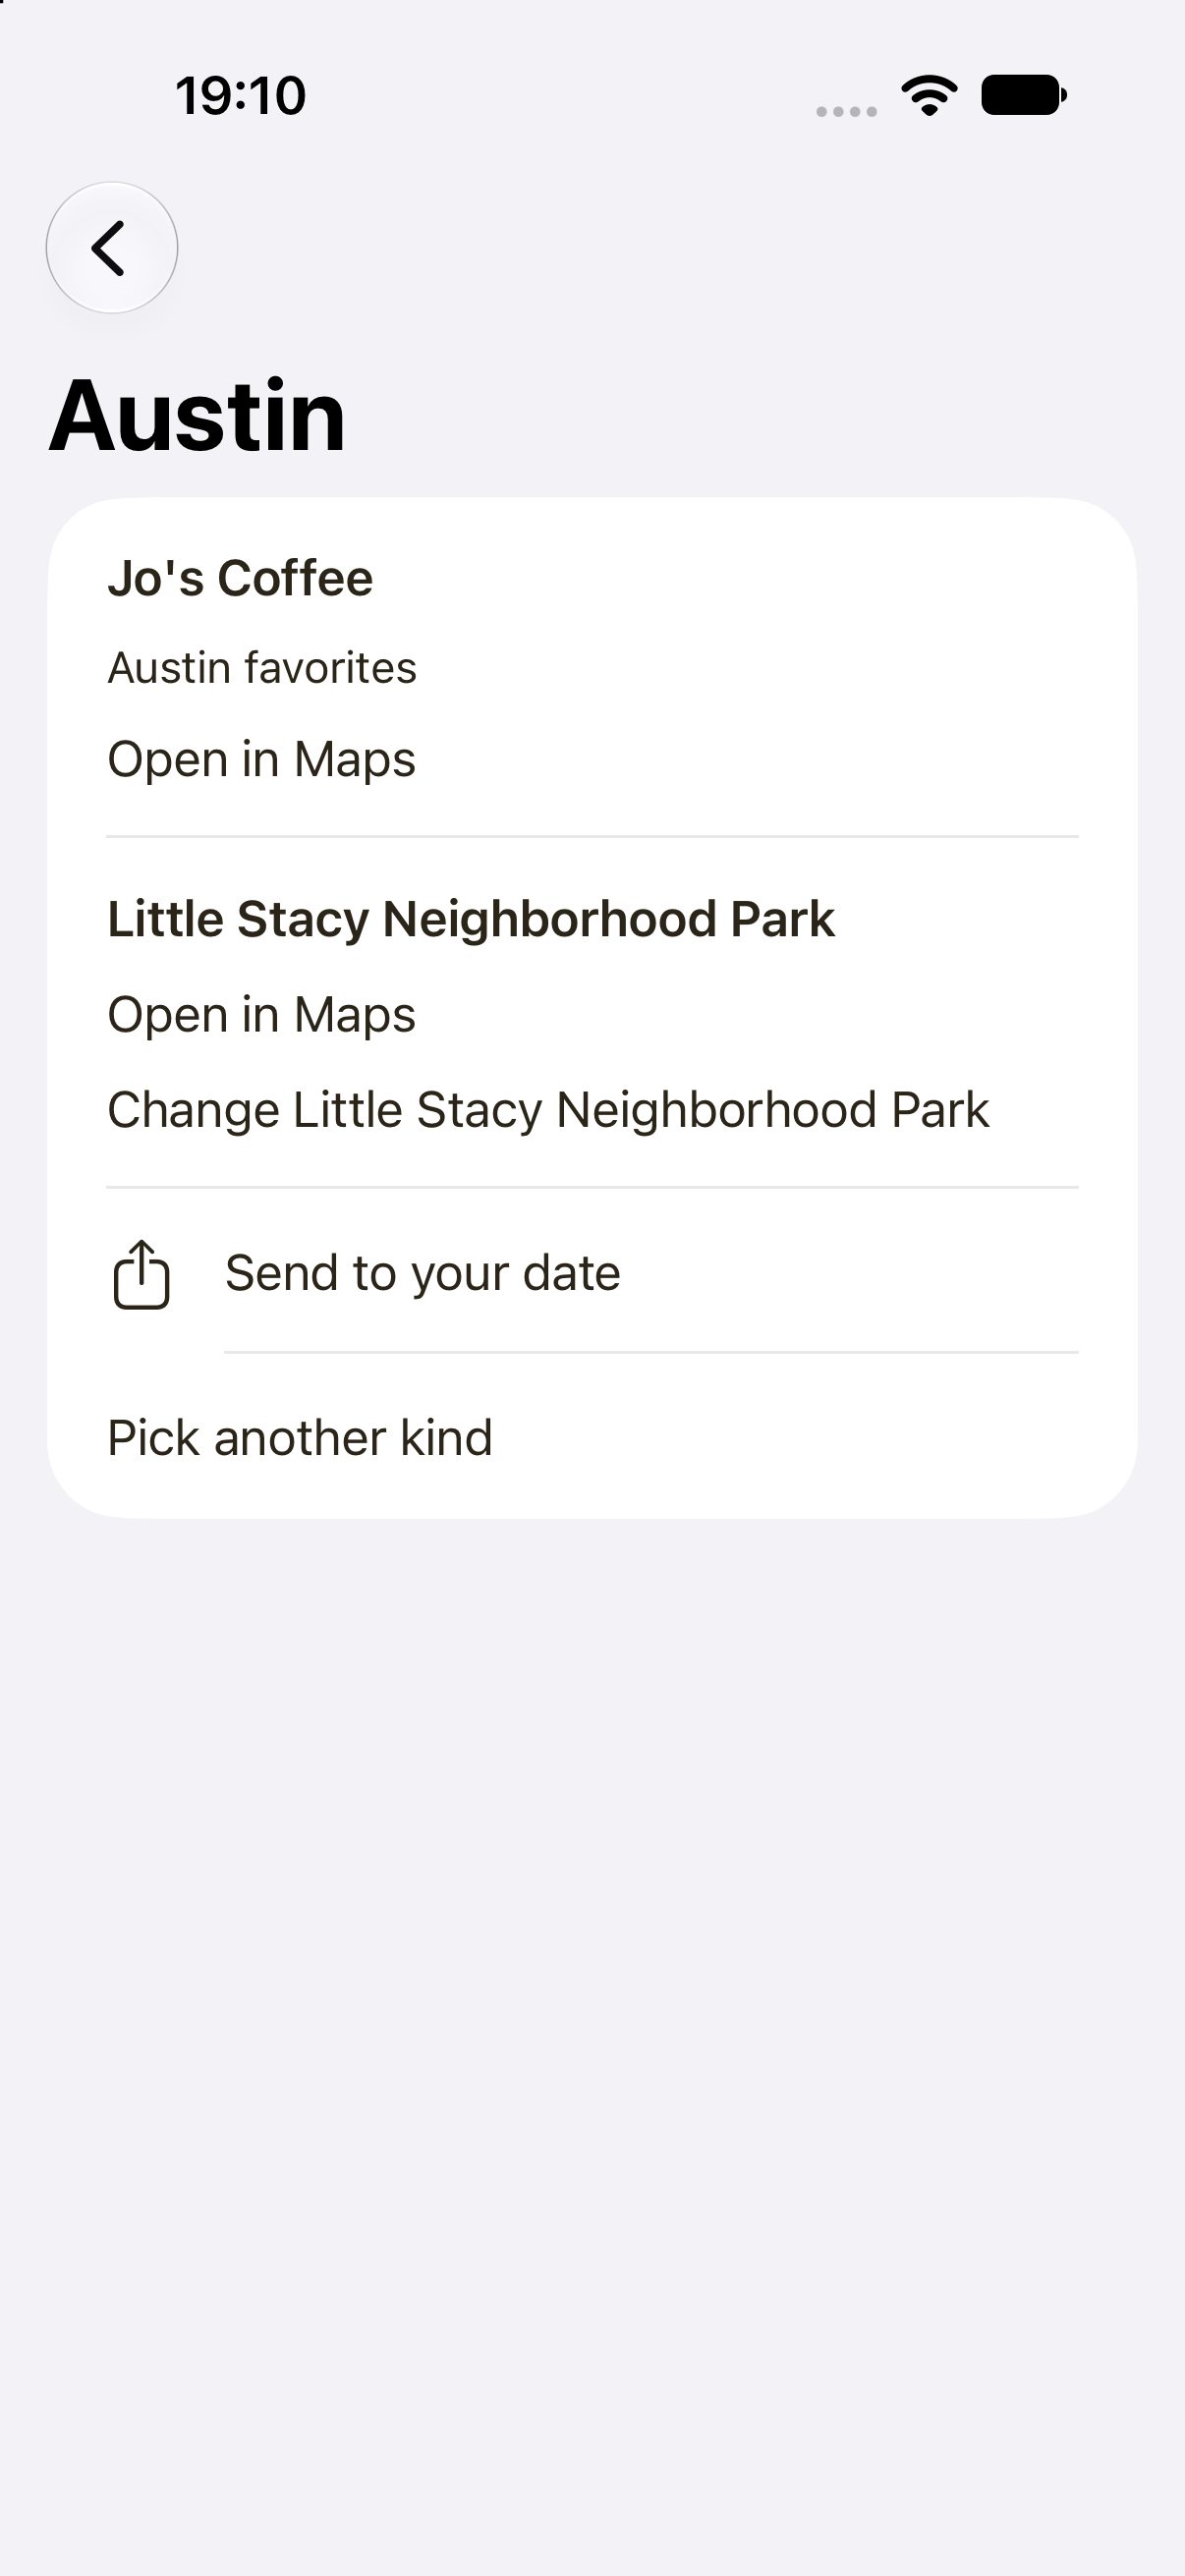 19:10
Austin
Jo's Coffee
Austin favorites
Open in Maps
Little Stacy Neighborhood Park
Open in Maps
Change Little Stacy Neighborhood Park
Send to your date
Pick another kind